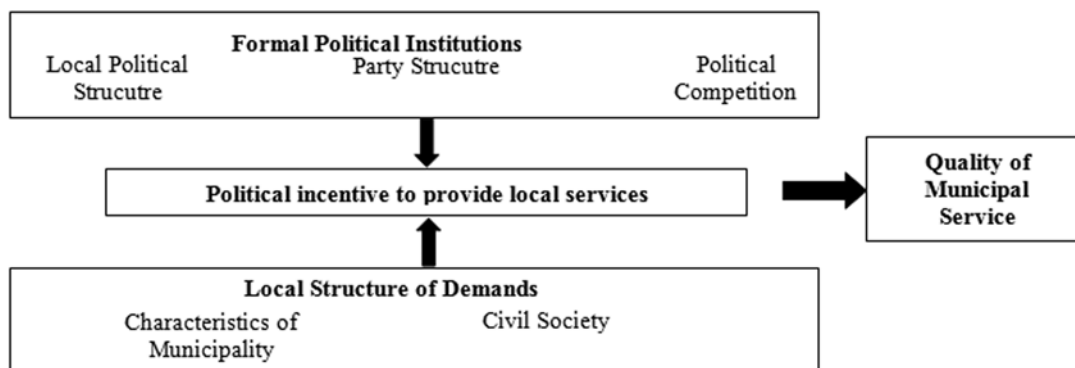 Formal Political Institutions
Local Political
Strucutre
Party Strucutre
Political
Competition
Political incentive to provide local services
Quality of
Municipal
Service
Local Structure of Demands
Characteristics of
Municipality
Civil Society